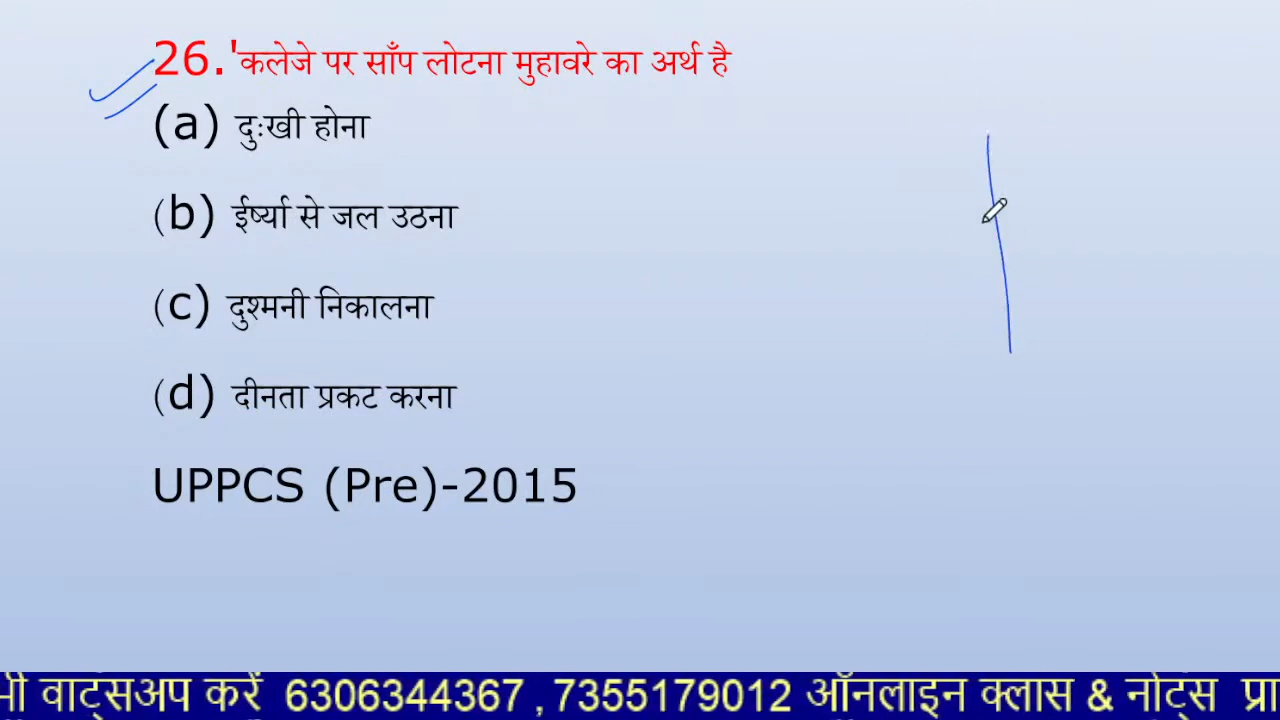 26.'कलेजे पर साँप लोटना मुहावरे का अर्थ है
(a) दुःखी होना
(b) ईर्ष्या से जल उठना
(c) दुश्मनी निकालना
(d) दीनता प्रकट करना
UPPCS (Pre)-2015
भी वाट्सअप करें 6306344367 ,7355179012 ऑनलाइन क्लास & नोट्स